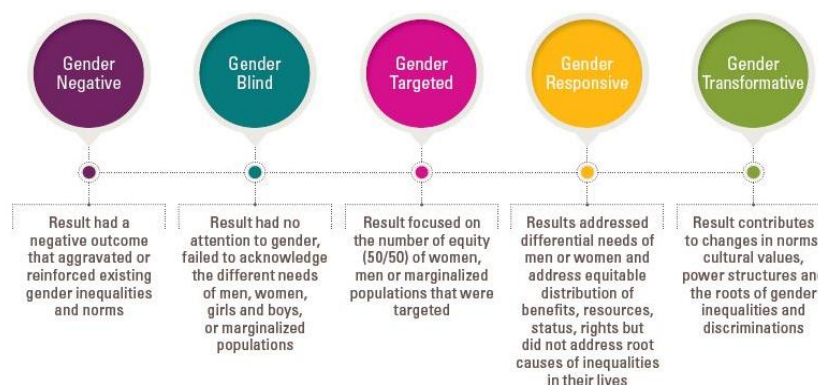 Gender
Negative
Gender
Blind
Gender
Targeted
Gender
Responsive
Gender
Transformative
Result had a
negative outcome
that aggravated or
reinforced existing
gender inequalities
and norms
Result had no
attention to gender,
failed to acknowledge
the different needs
of men, women,
girls and boys,
or marginalized
populations
Result focused on
the number of equity
(50/50) of women,
men or marginalized
populations that were
targeted
Results addressed
differential needs of
men or women and
address equitable
distribution of
benefits, resources,
status, rights but
did not address root
causes of inequalities
in their lives
Result contributes
to changes in norms,
cultural values,
power structures and
the roots of gender
inequalities and
discriminations